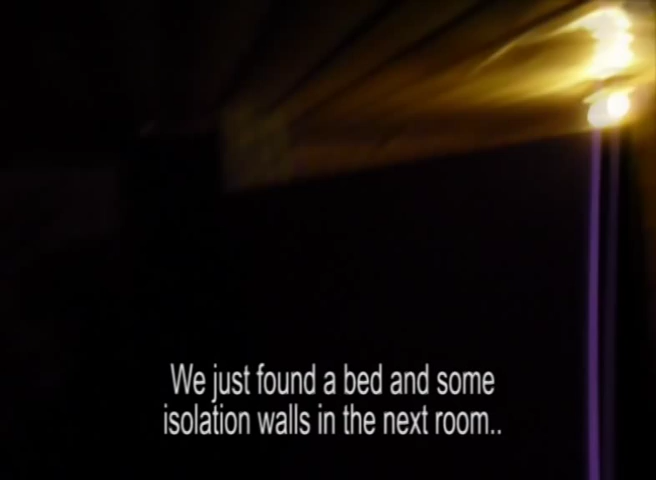 We just found a bed and some
isolation walls in the next room..